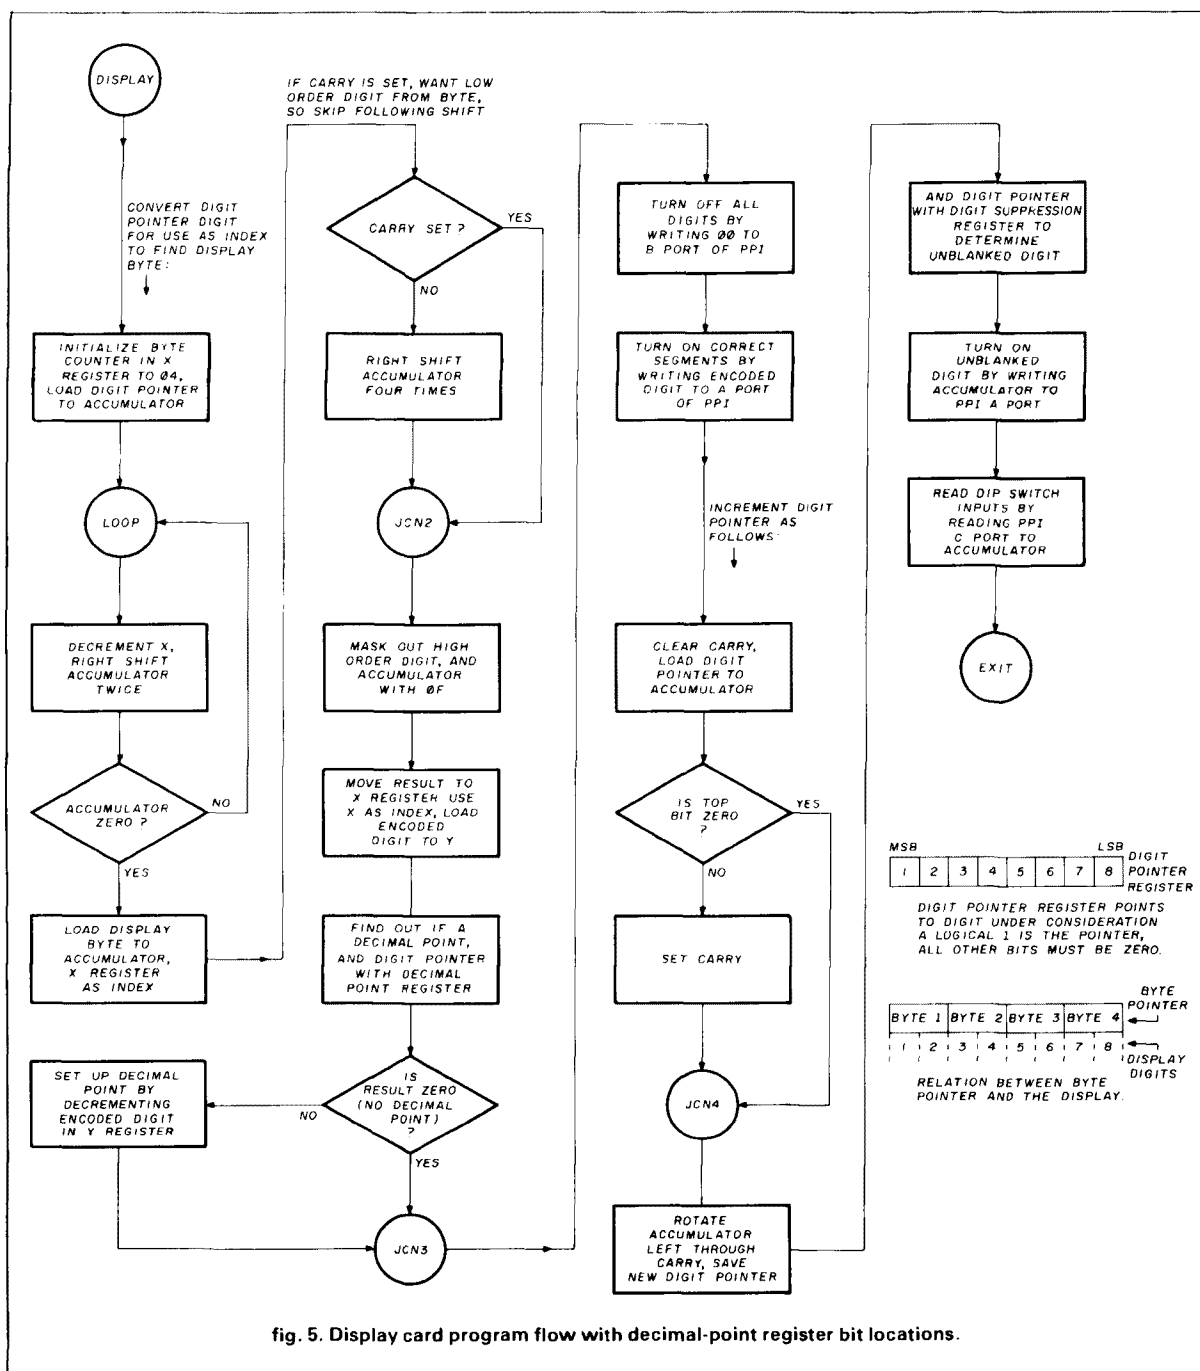 DISPLAY
CONVERT DIGIT
POINTER DIGIT
FOR USE AS INDEX
TO FIND DISPLAY
BYTE:
INITIALIZE BYTE
COUNTER IN X
REGISTER TO Ø4,
LOAD DIGIT POINTER
TO ACCUMULATOR
LOOP
DECREMENT X,
RIGHT SHIFT
ACCUMULATOR
TWICE
ACCUMULATOR
ZERO ?
NO
YES
LOAD DISPLAY
BYTE TO
ACCUMULATOR,
X REGISTER
AS INDEX
IF CARRY IS SET, WANT LOW
ORDER DIGIT FROM BYTE,
SO SKIP FOLLOWING SHIFT
CARRY SET ?
YES
NO
RIGHT SHIFT
ACCUMULATOR
FOUR TIMES
JCN2
MASK OUT HIGH
ORDER DIGIT, AND
ACCUMULATOR
WITH ØF
MOVE RESULT TO
X REGISTER USE
X AS INDEX, LOAD
ENCODED
DIGIT TO Y
FIND OUT IF A
DECIMAL POINT,
AND DIGIT POINTER
WITH DECIMAL
POINT REGISTER
IS
RESULT ZERO
(NO DECIMAL
POINT)
?
NO
YES
SET UP DECIMAL
POINT BY
DECREMENTING
ENCODED DIGIT
IN Y REGISTER
JCN3
TURN OFF ALL
DIGITS BY
WRITING ØØ TO
B PORT OF PPI
TURN ON CORRECT
SEGMENTS BY
WRITING ENCODED
DIGIT TO A PORT
OF PPI
INCREMENT DIGIT
POINTER AS
FOLLOWS:
CLEAR CARRY,
LOAD DIGIT
POINTER TO
ACCUMULATOR
IS TOP
BIT ZERO
?
YES
NO
SET CARRY
JCN4
ROTATE
ACCUMULATOR
LEFT THROUGH
CARRY, SAVE
NEW DIGIT POINTER
AND DIGIT POINTER
WITH DIGIT SUPPRESSION
REGISTER TO
DETERMINE
UNBLANKED DIGIT
TURN ON
UNBLANKED
DIGIT BY WRITING
ACCUMULATOR TO
PPI A PORT
READ DIP SWITCH
INPUTS BY
READING PPI
C PORT TO
ACCUMULATOR
EXIT
MSB LSB
1 2 3 4 5 6 7 8
DIGIT
POINTER
REGISTER
DIGIT POINTER REGISTER POINTS
TO DIGIT UNDER CONSIDERATION
A LOGICAL 1 IS THE POINTER,
ALL OTHER BITS MUST BE ZERO.
BYTE
POINTER
BYTE 1 BYTE 2 BYTE 3 BYTE 4
1 2 3 4 5 6 7 8
DISPLAY
DIGITS
RELATION BETWEEN BYTE
POINTER AND THE DISPLAY.
fig. 5. Display card program flow with decimal-point register bit locations.